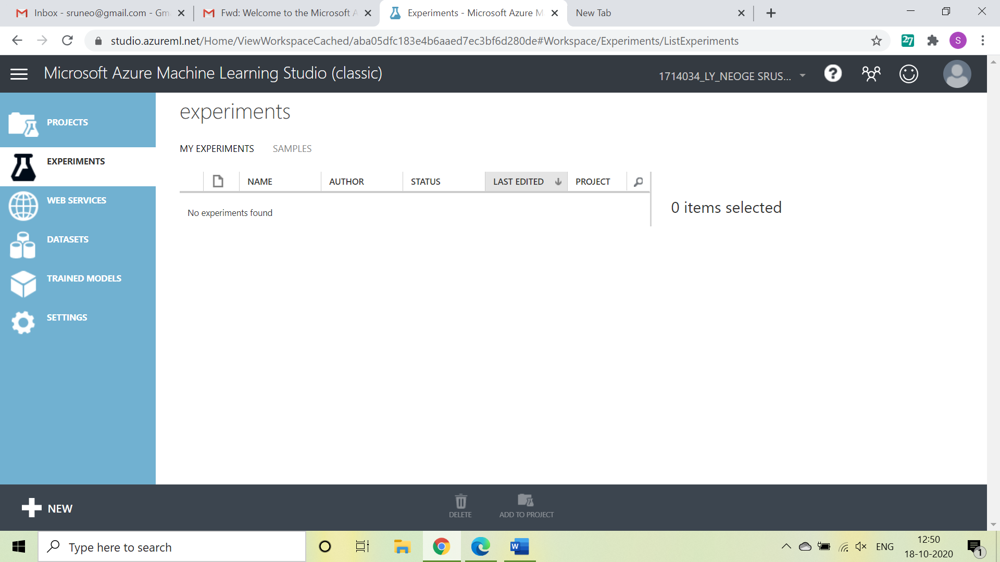 Inbox - sruneo@gmail.com - Gm
Fwd: Welcome to the Microsoft A
Experiments - Microsoft Azure M
New Tab
studio.azureml.net/Home/ViewWorkspaceCached/aba05dfc183e4b6aaed7ec3bf6d280de#Workspace/Experiments/ListExperiments
27
S
Microsoft Azure Machine Learning Studio (classic)
1714034_LY_NEOGE SRUS...
?
PROJECTS
EXPERIMENTS
WEB SERVICES
DATASETS
TRAINED MODELS
SETTINGS
experiments
MY EXPERIMENTS SAMPLES
NAME AUTHOR STATUS LAST EDITED PROJECT
No experiments found
0 items selected
NEW
DELETE
ADD TO PROJECT
Type here to search
W
ENG
12:50
18-10-2020
1